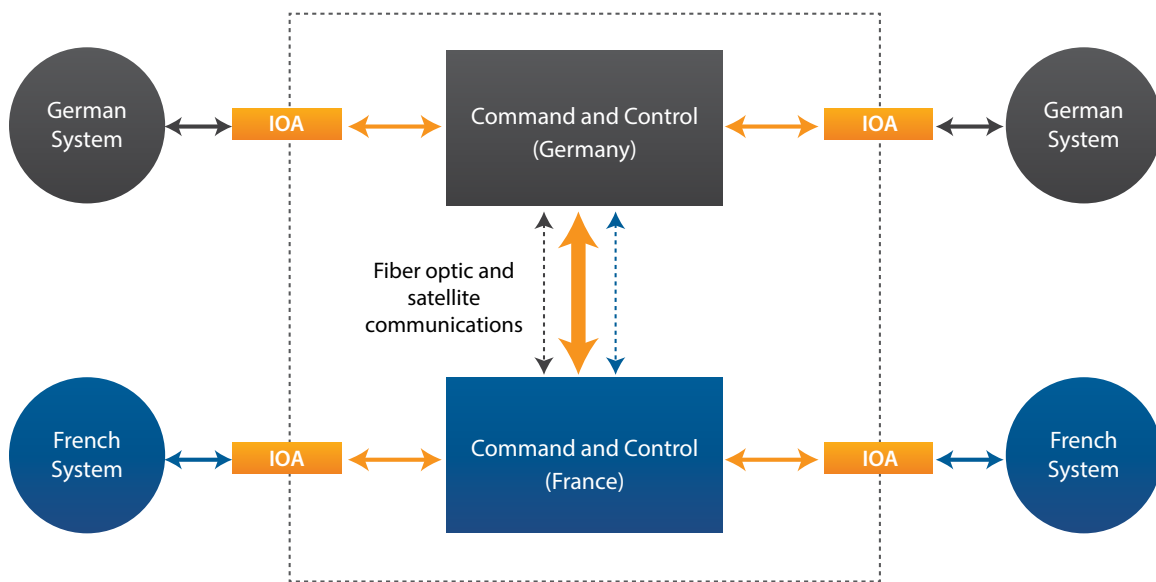 German
System
IOA
Command and Control
(Germany)
IOA
German
System
Fiber optic and
satellite
communications
French
System
IOA
Command and Control
(France)
IOA
French
System